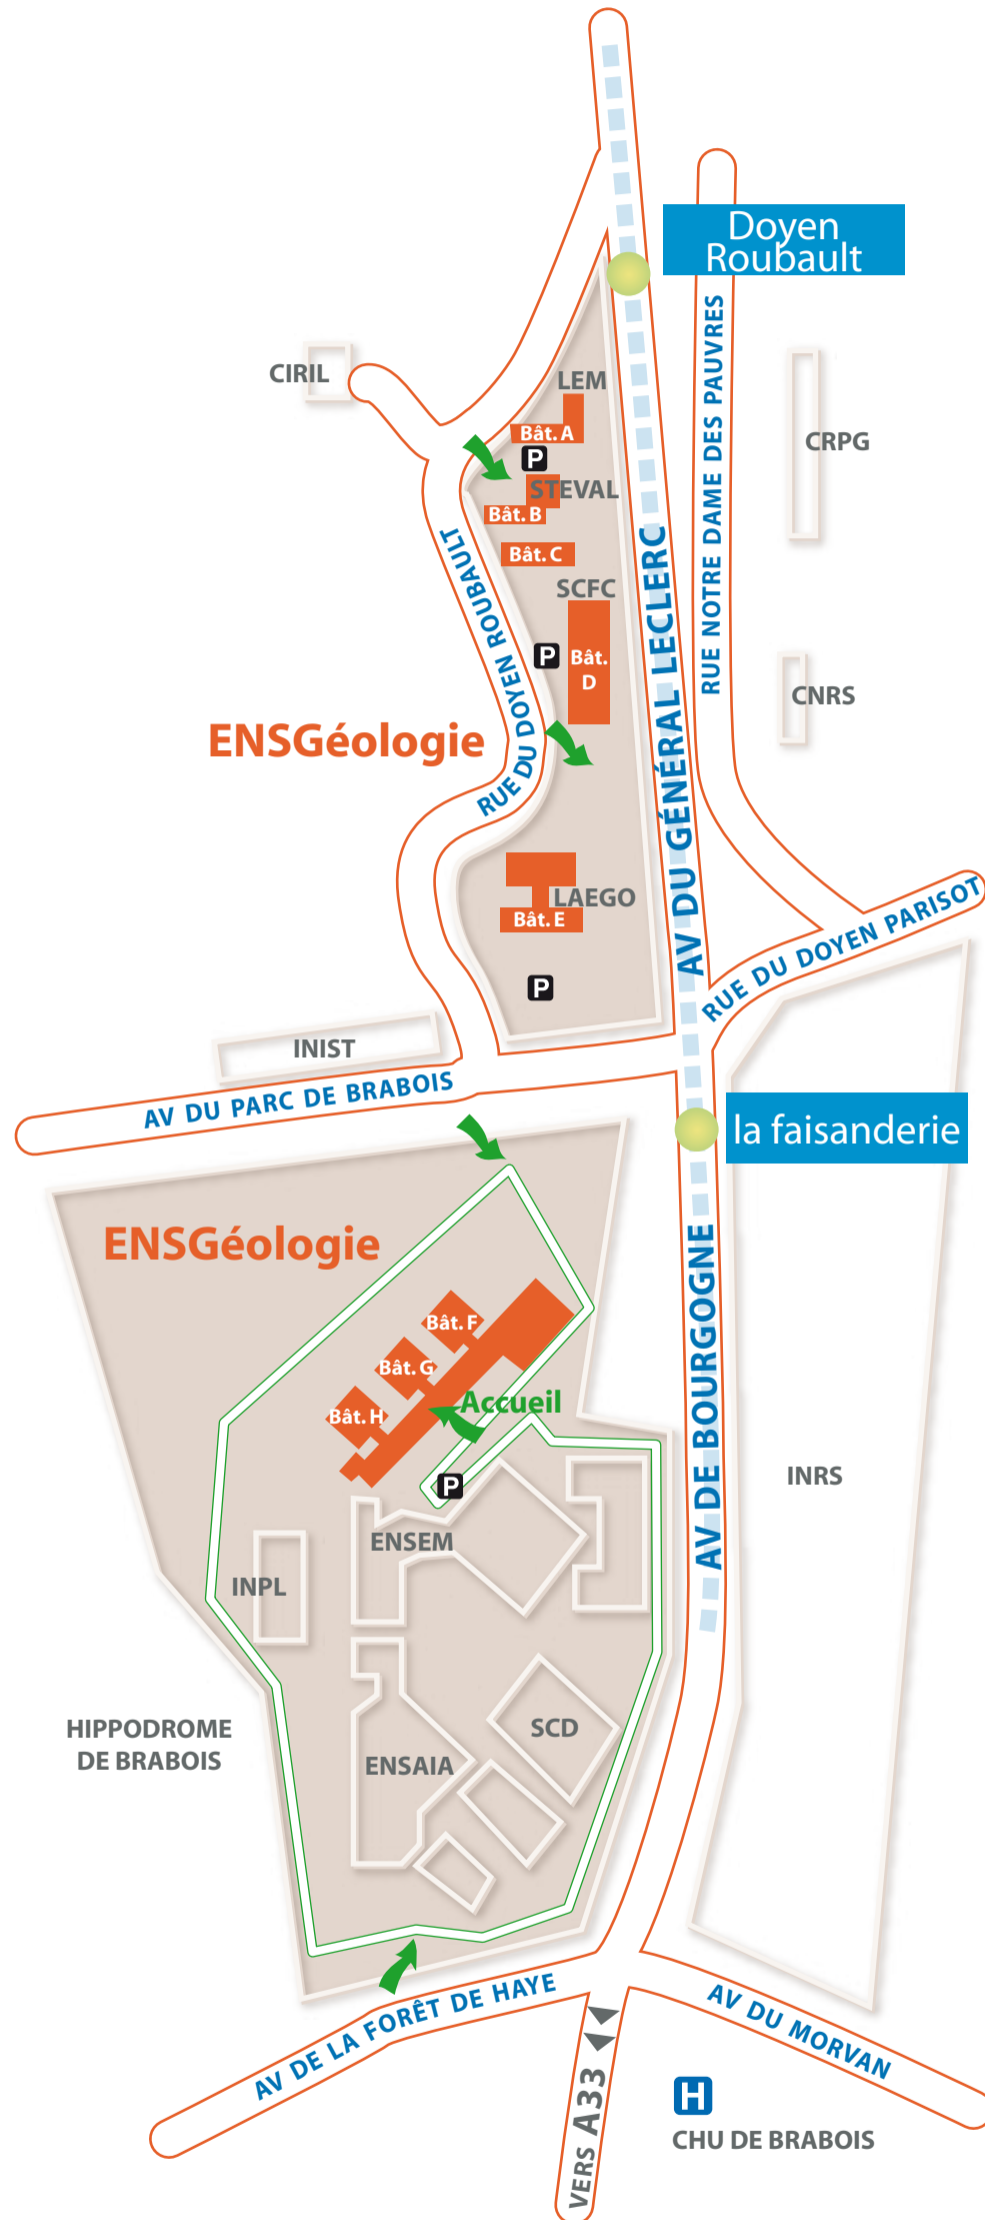 Doyen
Roubault
CIRIL
LEM
Bât. A
P
STEVAL
Bât. B
Bât. C
SCFC
P
Bât.
D
RUE DU DOYEN ROUBAULT
AV DU GÉNÉRAL LECLERC
RUE NOTRE DAME DES PAUVRES
CRPG
CNRS
ENSGéologie
LAEGO
Bât. E
P
RUE DU DOYEN PARISOT
INIST
AV DU PARC DE BRABOIS
la faisanderie
ENSGéologie
Bât. F
Bât. G
Bât. H
Accueil
P
AV DE BOURGOGNE
INRS
ENSEM
INPL
HIPPODROME
DE BRABOIS
SCD
ENSAIA
AV DE LA FORÊT DE HAYE
AV DU MORVAN
VERS A33
H
CHU DE BRABOIS